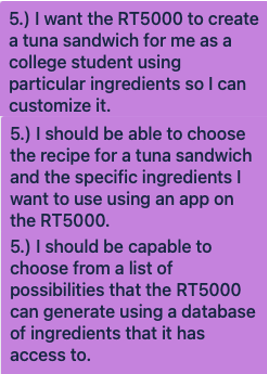 5.) I want the RT5000 to create
a tuna sandwich for me as a
college student using
particular ingredients so I can
customize it.
5.) I should be able to choose
the recipe for a tuna sandwich
and the specific ingredients I
want to use using an app on
the RT5000.
5.) I should be capable to
choose from a list of
possibilities that the RT5000
can generate using a database
of ingredients that it has
access to.